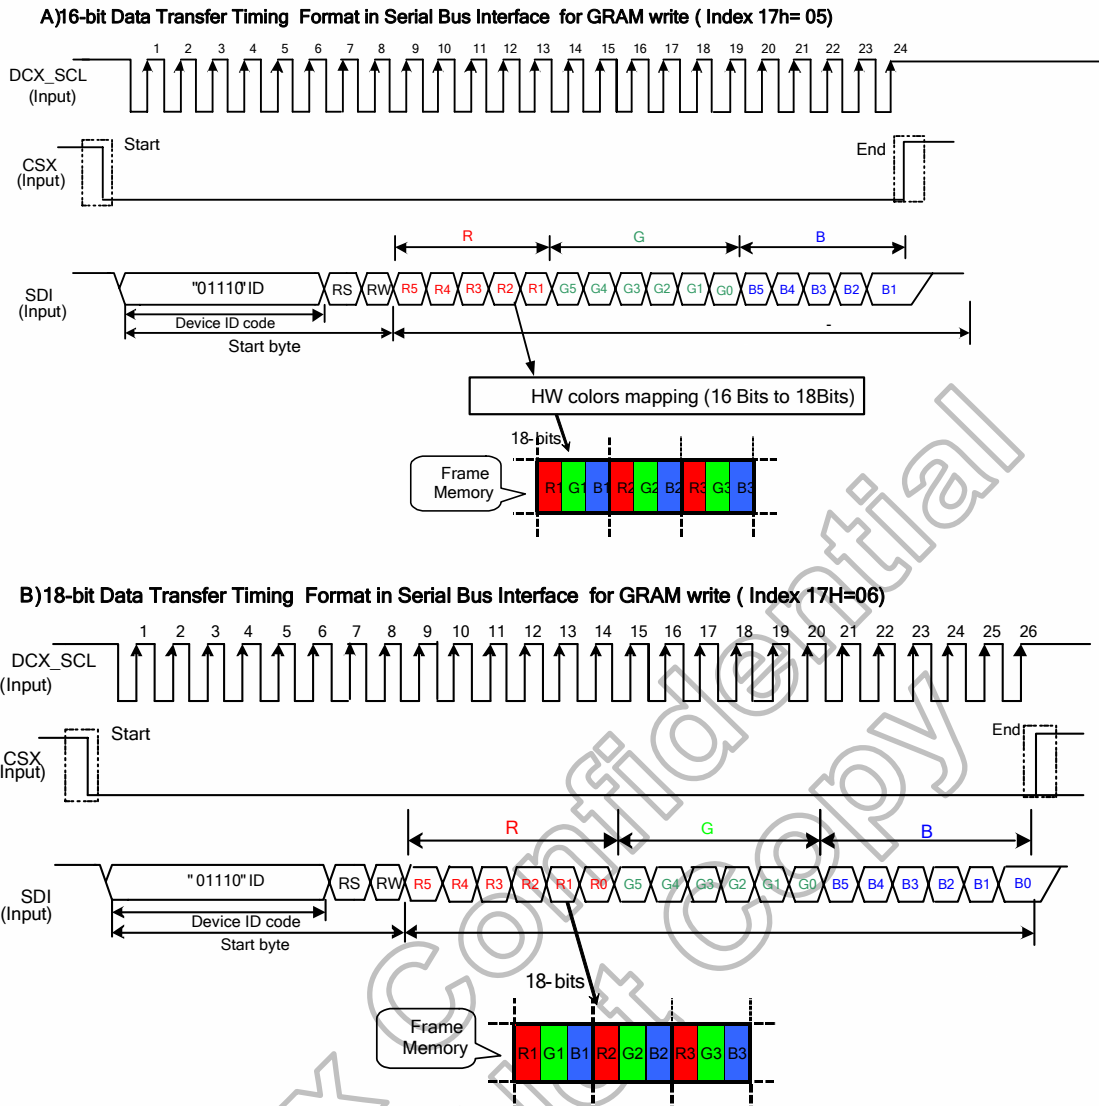 A)16-bit Data Transfer Timing Format in Serial Bus Interface for GRAM write ( Index 17h= 05)
1 2 3 4 5 6 7 8 9 10 11 12 13 14 15 16 17 18 19 20 21 22 23 24
DCX_SCL
(Input)
Start
End
CSX
(Input)
R G B
SDI
(Input)
"01110" ID RS RW R5 R4 R3 R2 R1 G5 G4 G3 G2 G1 G0 B5 B4 B3 B2 B1
Device ID code
-
Start byte
HW colors mapping (16 Bits to 18Bits)
18-bits
Frame
Memory
R1 G1 B1 R2 G2 B2 R3 G3 B3
B)18-bit Data Transfer Timing Format in Serial Bus Interface for GRAM write ( Index 17H=06)
1 2 3 4 5 6 7 8 9 10 11 12 13 14 15 16 17 18 19 20 21 22 23 24 25 26
DCX_SCL
(Input)
Start
End
CSX
Input)
R G B
SDI
(Input)
"01110" ID RS RW R5 R4 R3 R2 R1 R0 G5 G4 G3 G2 G1 G0 B5 B4 B3 B2 B1 B0
Device ID code
Start byte
18-bits
Frame
Memory
R1 G1 B1 R2 G2 B2 R3 G3 B3
Confidential
Copy